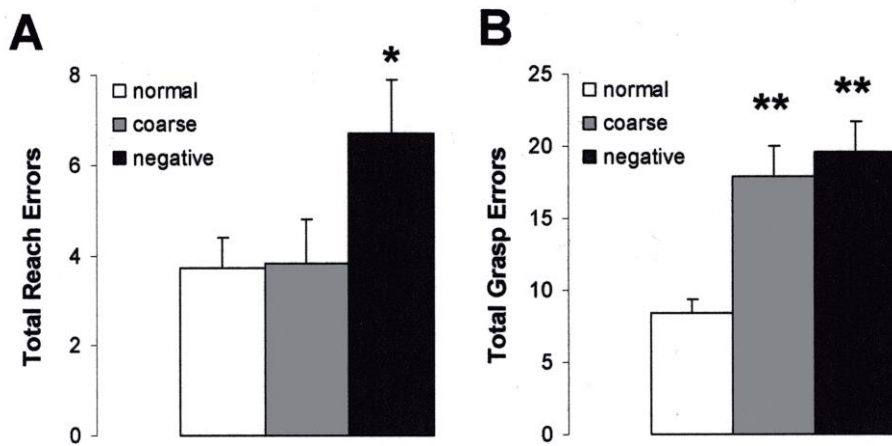 A
Total Reach Errors
8
6
4
2
0
normal
coarse
negative
*
B
Total Grasp Errors
25
20
15
10
5
0
normal
coarse
negative
**
**